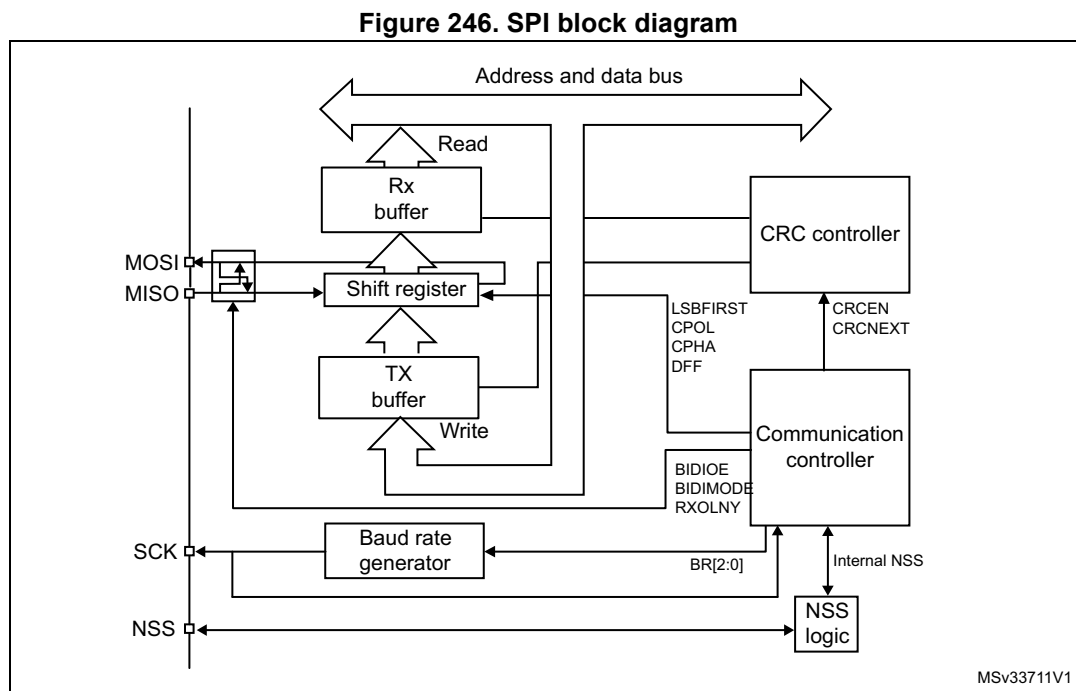 Figure 246. SPI block diagram
Address and data bus
Read
Rx
buffer
CRC controller
MOSI
MISO
Shift register
LSBFIRST
CPOL
CPHA
DFF
CRCEN
CRCNEXT
TX
buffer
Write
Communication
controller
BIDIOE
BIDIMODE
RXOLNY
SCK
Baud rate
generator
BR[2:0]
Internal NSS
NSS
NSS
logic
MSv33711V1